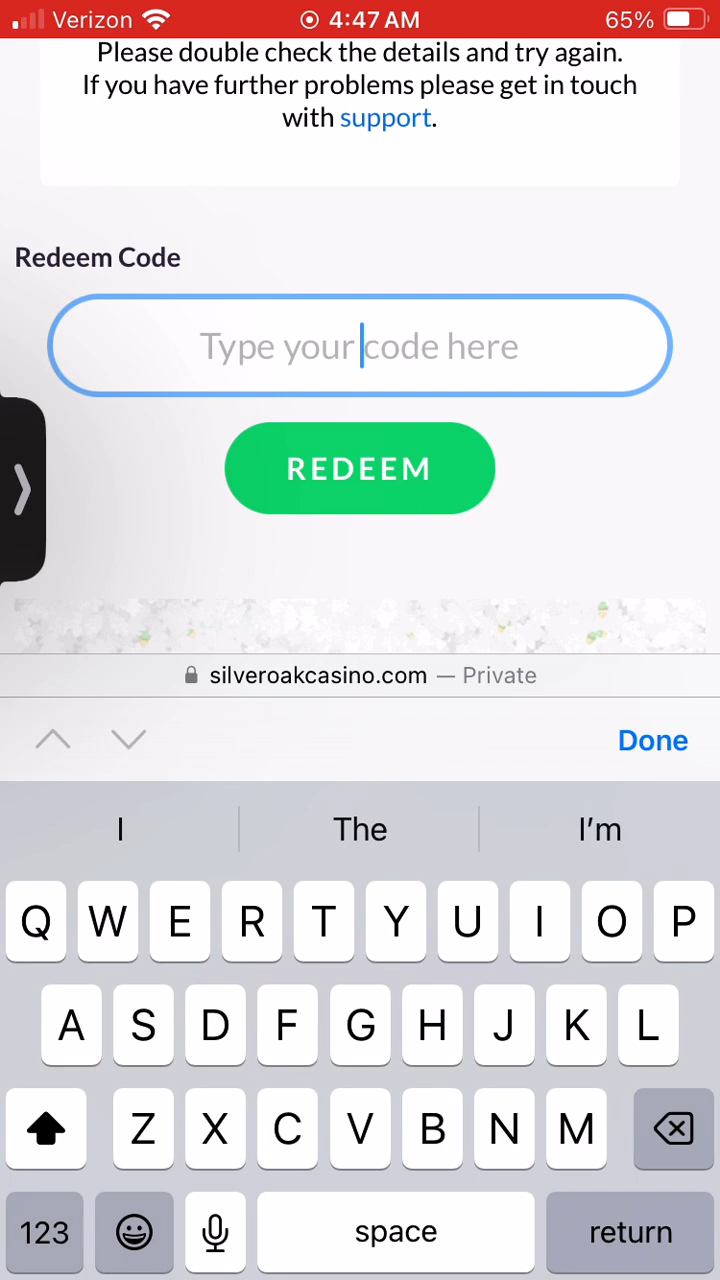 Verizon 4:47 AM 65%
Please double check the details and try again.
If you have further problems please get in touch
with support.
Redeem Code
Type your code here
REDEEM
silveroakcasino.com — Private
Done
I The I'm
Q W E R T Y U I O P
A S D F G H J K L
Z X C V B N M
123 space return